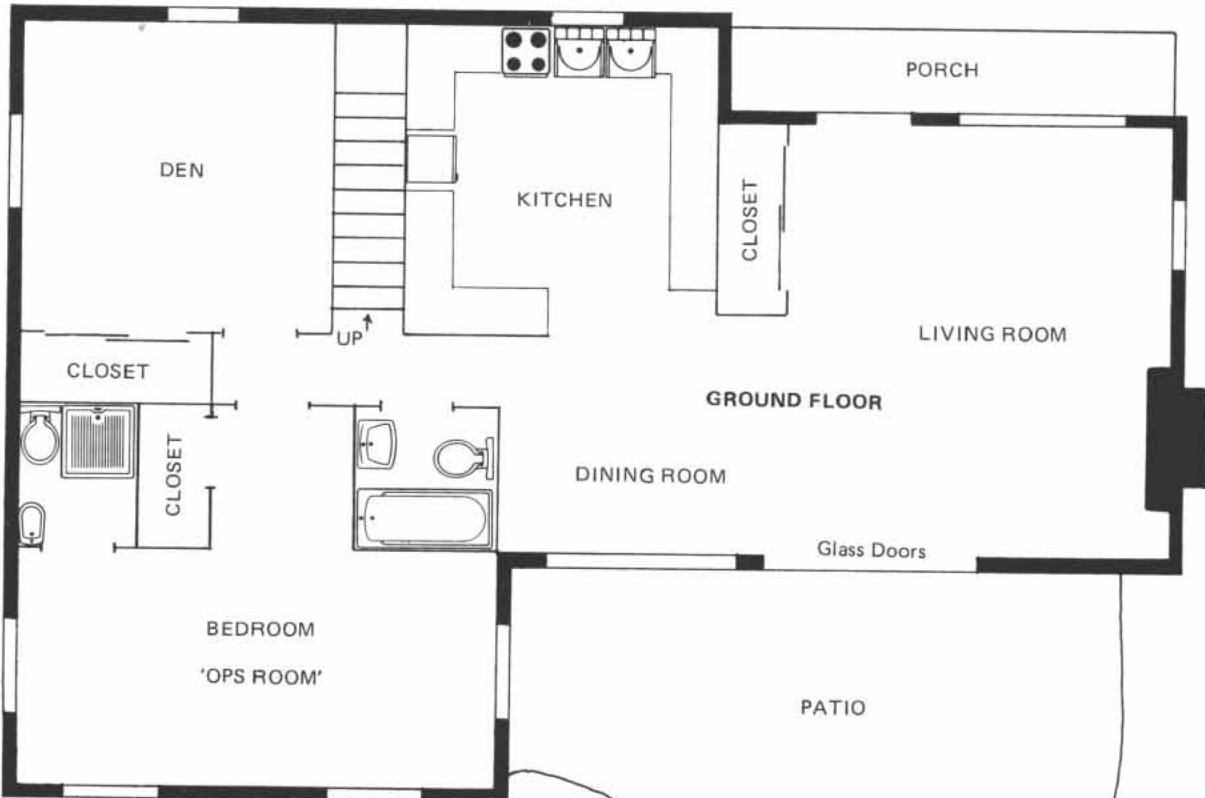 PORCH
DEN
KITCHEN
CLOSET
LIVING ROOM
UP
CLOSET
GROUND FLOOR
CLOSET
DINING ROOM
Glass Doors
BEDROOM
'OPS ROOM'
PATIO